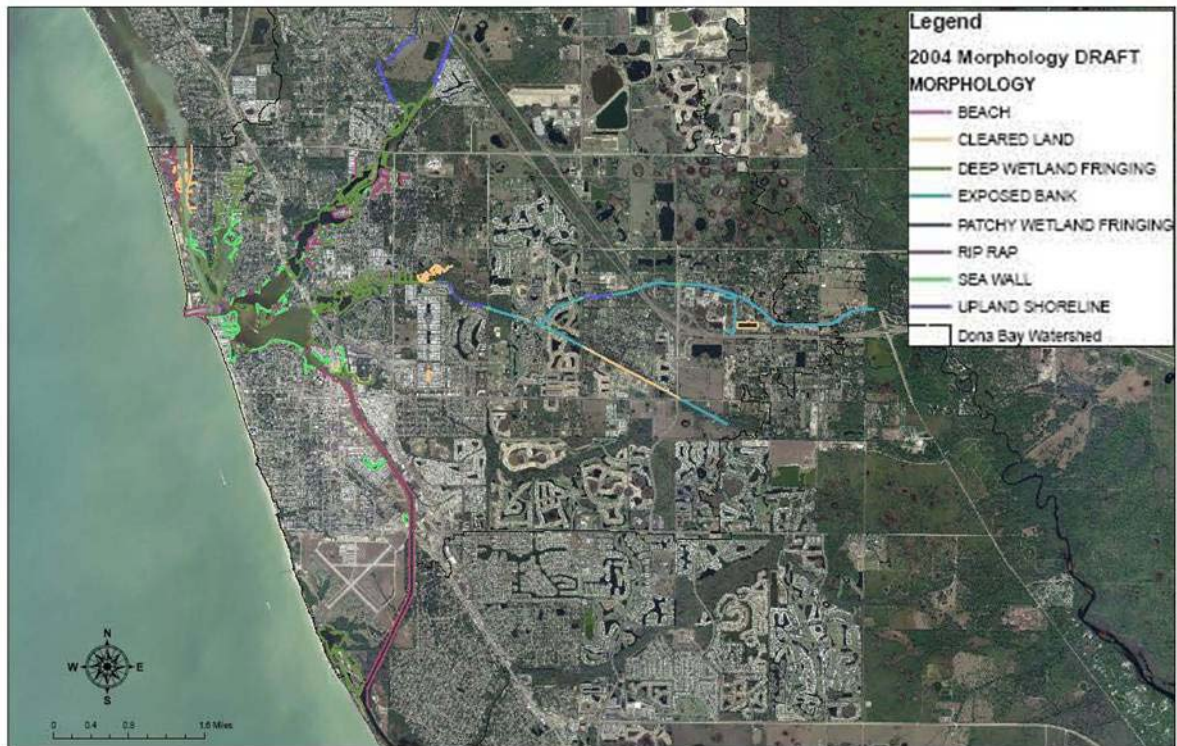 Legend
2004 Morphology DRAFT
MORPHOLOGY
BEACH
CLEARED LAND
DEEP WETLAND FRINGING
EXPOSED BANK
PATCHY WETLAND FRINGING
RIP RAP
SEA WALL
UPLAND SHORELINE
Dona Bay Watershed
N
W E
S
0 0.4 0.8 1.6 Miles